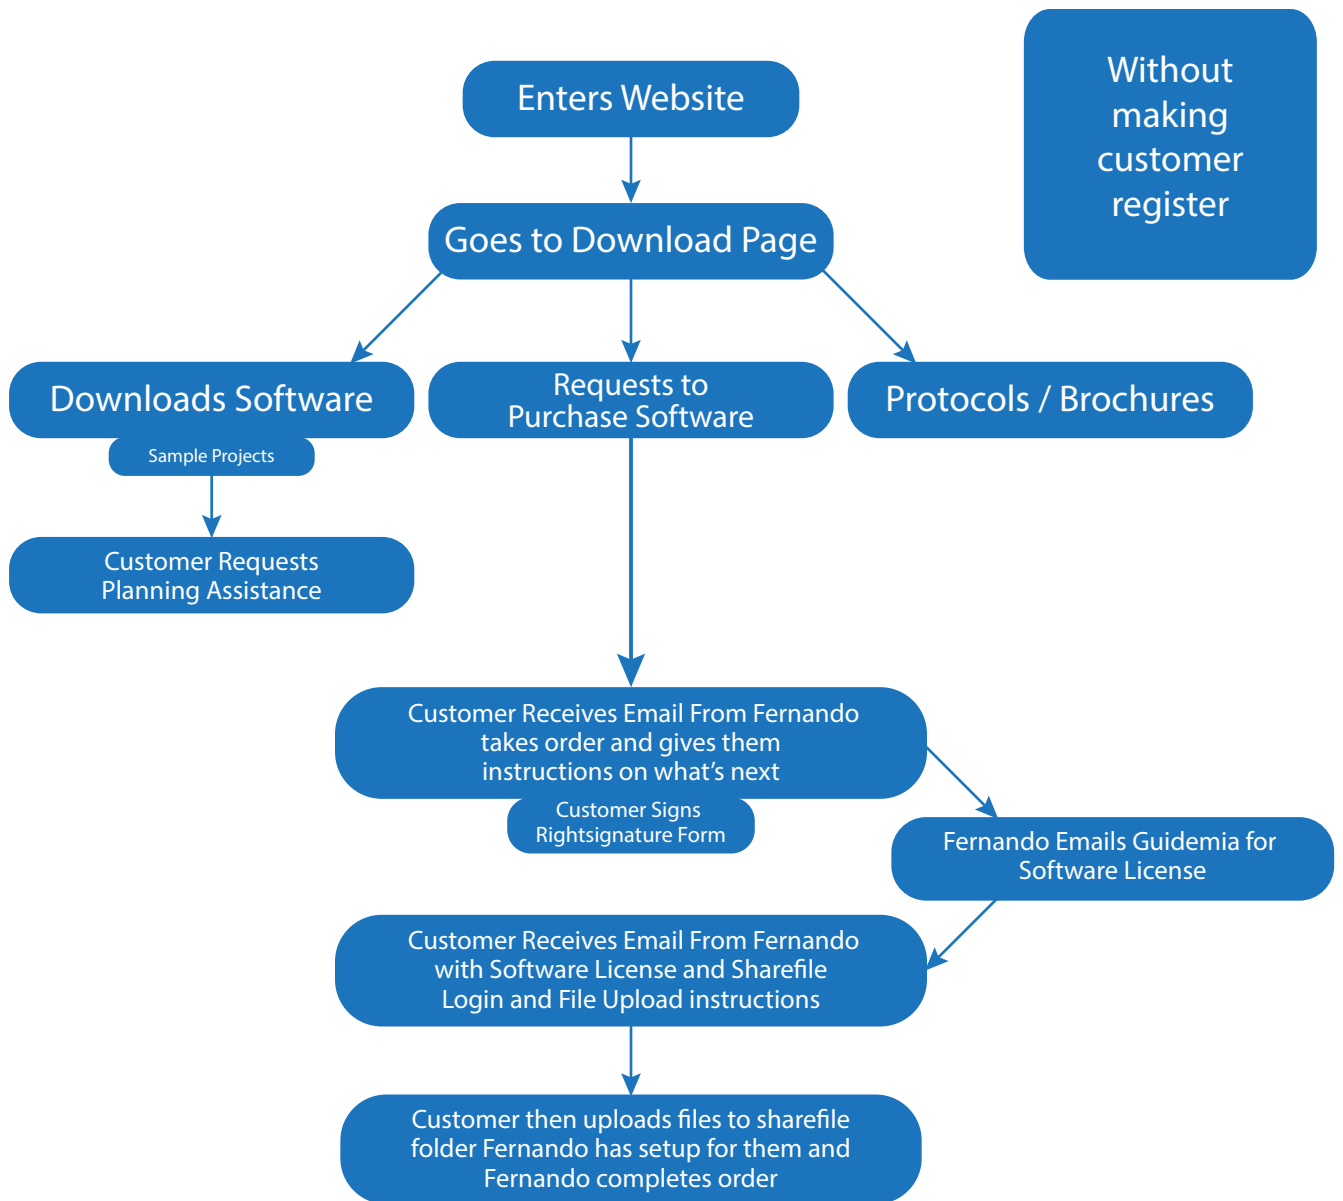 Without
making
customer
register
Enters Website
Goes to Download Page
Downloads Software
Requests to
Purchase Software
Protocols / Brochures
Sample Projects
Customer Requests
Planning Assistance
Customer Receives Email From Fernando
takes order and gives them
instructions on what's next
Customer Signs
Rightsignature Form
Fernando Emails Guidemia for
Software License
Customer Receives Email From Fernando
with Software License and Sharefile
Login and File Upload instructions
Customer then uploads files to sharefile
folder Fernando has setup for them and
Fernando completes order